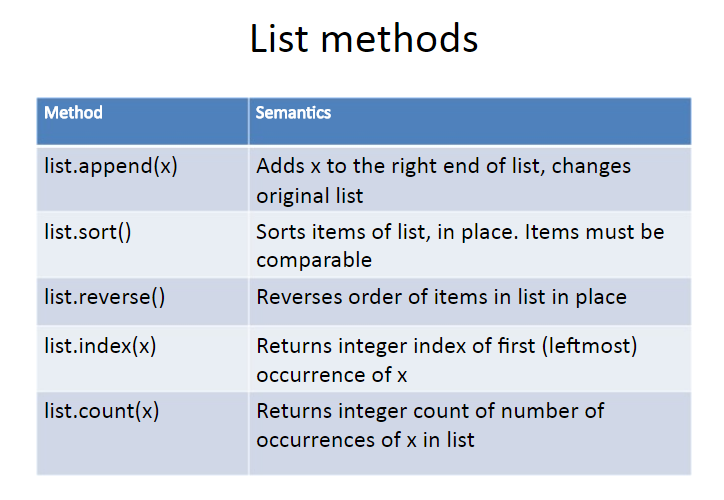 List methods
Method Semantics
list.append(x) Adds x to the right end of list, changes
original list
list.sort() Sorts items of list, in place. Items must be
comparable
list.reverse() Reverses order of items in list in place
list.index(x) Returns integer index of first (leftmost)
occurrence of x
list.count(x) Returns integer count of number of
occurrences of x in list